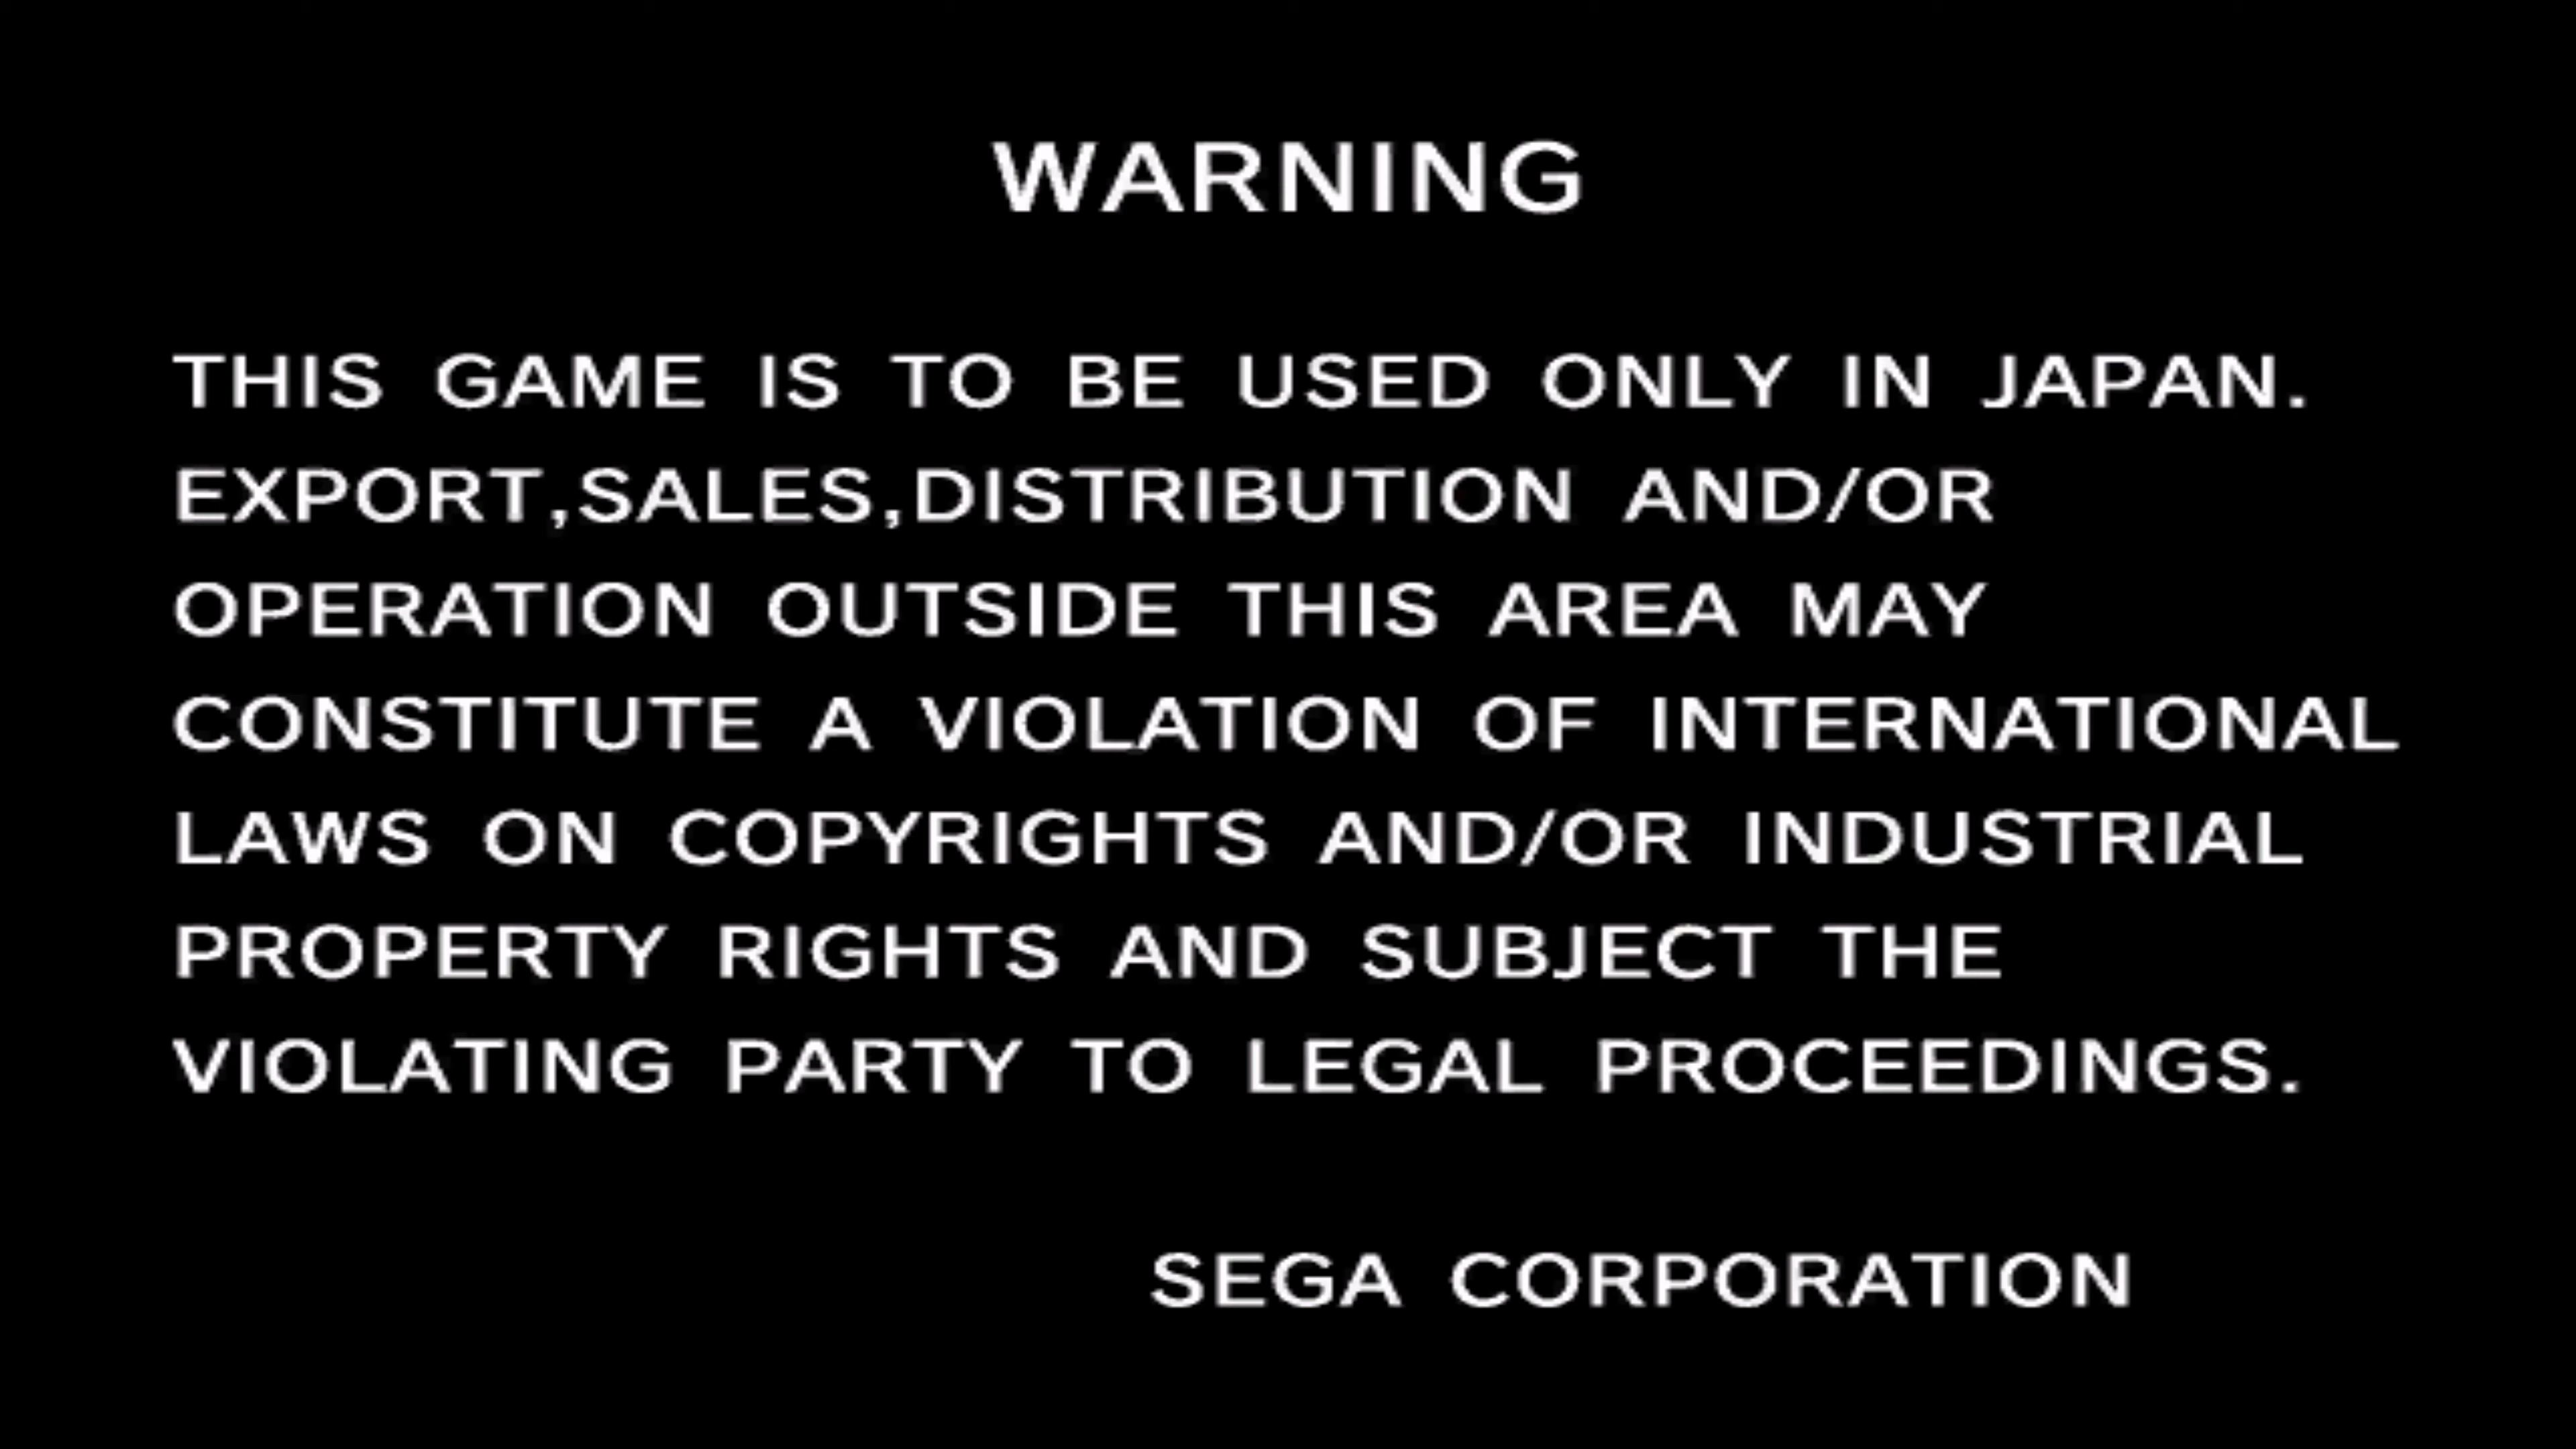 WARNING
THIS GAME IS TO BE USED ONLY IN JAPAN.
EXPORT,SALES,DISTRIBUTION AND/OR
OPERATION OUTSIDE THIS AREA MAY
CONSTITUTE A VIOLATION OF INTERNATIONAL
LAWS ON COPYRIGHTS AND/OR INDUSTRIAL
PROPERTY RIGHTS AND SUBJECT THE
VIOLATING PARTY TO LEGAL PROCEEDINGS.
SEGA CORPORATION